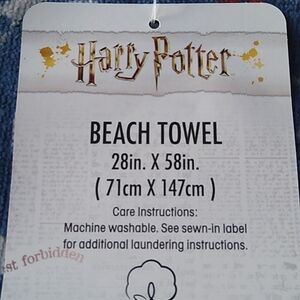 Harry Potter
BEACH TOWEL
28in. X 58in.
( 71cm X 147cm )
Care Instructions:
Machine washable. See sewn-in label
for additional laundering instructions.
forbidden